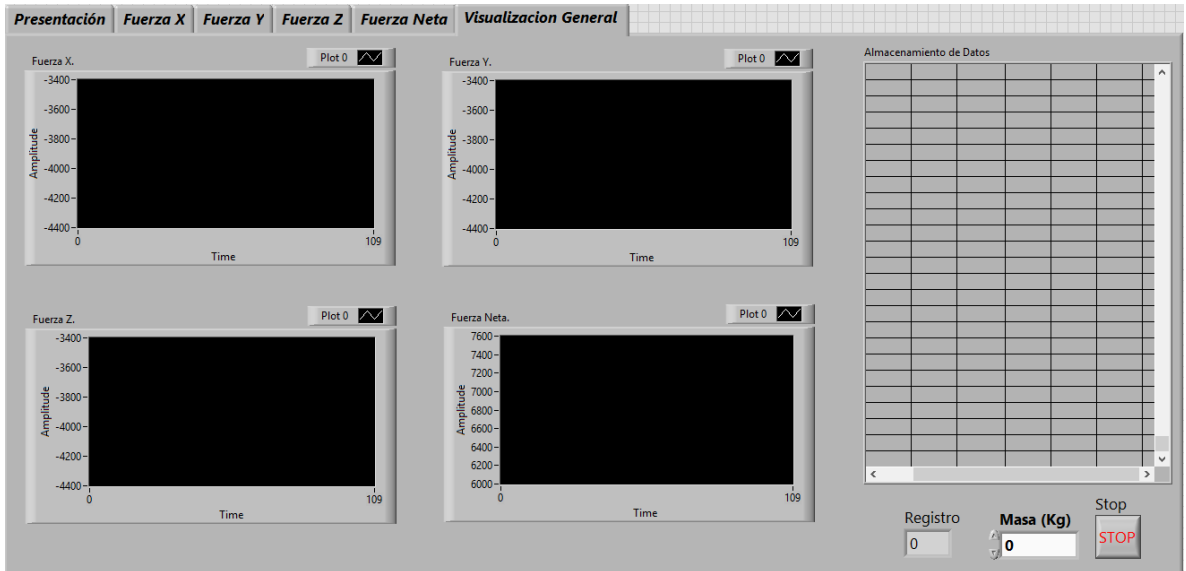 Presentación Fuerza X Fuerza Y Fuerza Z Fuerza Neta Visualizacion General
Fuerza X.
Plot 0
-3400
-3600
-3800
-4000
-4200
-4400
Amplitude
0
109
Time
Fuerza Y.
Plot 0
-3400
-3600
-3800
-4000
-4200
-4400
Amplitude
0
109
Time
Almacenamiento de Datos
Fuerza Z.
Plot 0
-3400
-3600
-3800
-4000
-4200
-4400
Amplitude
0
109
Time
Fuerza Neta.
Plot 0
7600
7400
7200
7000
6800
6600
6400
6200
6000
Amplitude
0
109
Time
Registro
0
Masa (Kg)
0
Stop
STOP